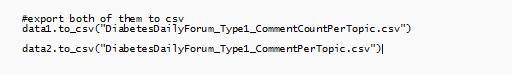 #export both of them to csv
data1.to_csv("DiabetesDailyForum_Type1_CommentCountPerTopic.csv")
data2.to_csv("DiabetesDailyForum_Type1_CommentPerTopic.csv")